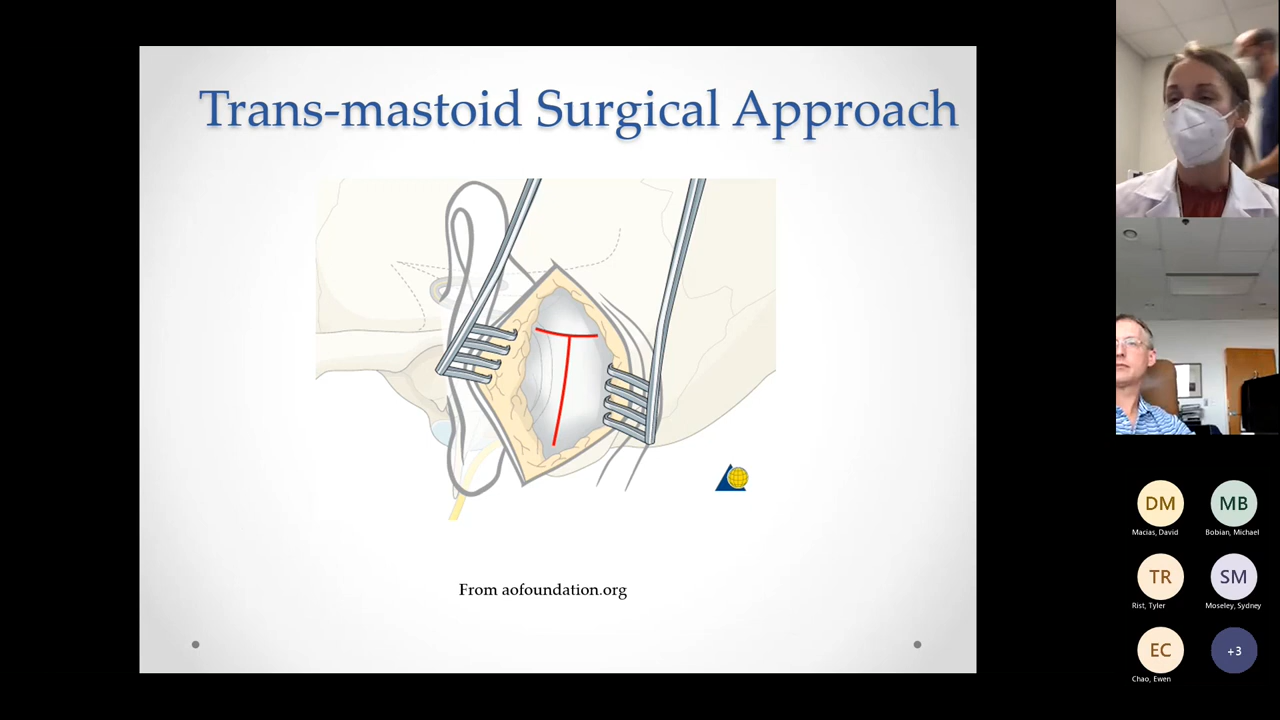 Trans-mastoid Surgical Approach
From aofoundation.org
DM
MB
Macias, David
Bobian, Michael
TR
SM
Rist, Tyler
Moseley, Sydney
EC
+3
Chao, Ewen